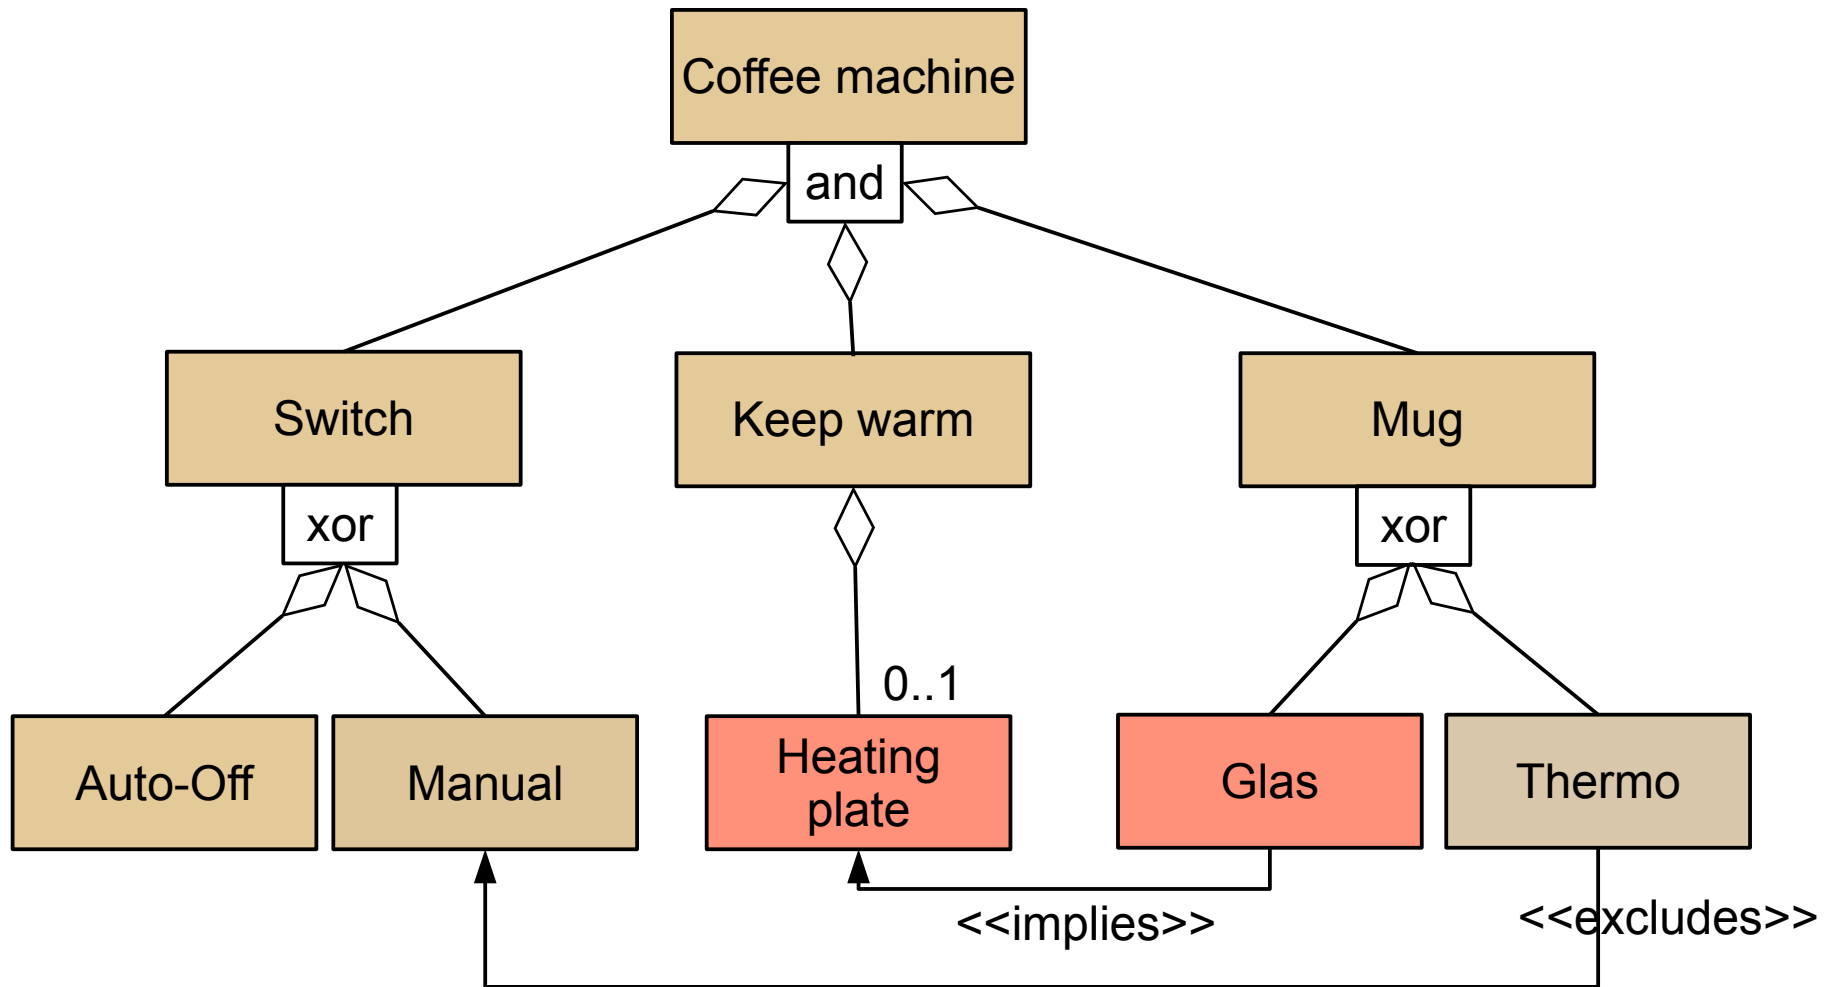 Coffee machine
and
Switch
Keep warm
Mug
xor
xor
0..1
Auto-Off
Manual
Heating
plate
Glas
Thermo
<<implies>>
<<excludes>>